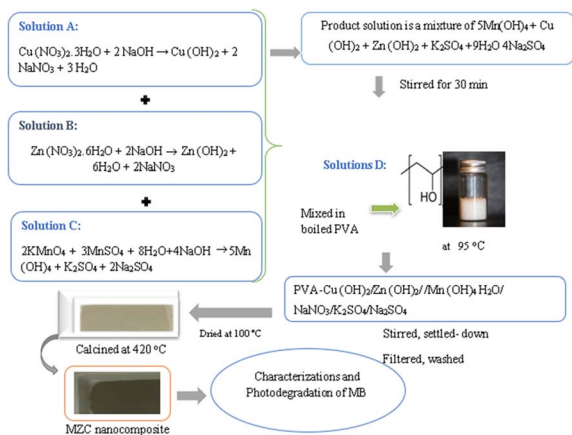 Solution A:
Cu(NO₃)₂.3H₂O + 2 NaOH → Cu(OH)₂ + 2
NaNO₃ + 3 H₂O
+
Solution B:
Zn(NO₃)₂.6H₂O + 2NaOH → Zn(OH)₂ +
6H₂O + 2NaNO₃
+
Solution C:
2KMnO₄ + 3MnSO₄ + 8H₂O+4NaOH →5Mn
(OH)₄ + K₂SO₄ + 2Na₂SO₄
Product solution is a mixture of 5Mn(OH)₄ + Cu
(OH)₂ + Zn(OH)₂ + K₂SO₄ +9H₂O 4Na₂SO₄
Stirred for 30 min
Solutions D:
HO
Mixed in
boiled PVA
at 95 ºC
PVA-Cu(OH)₂/Zn(OH)₂//Mn(OH)₄ H₂O/
NaNO₃/K₂SO₄/Na₂SO₄
Stirred, settled- down
Filtered, washed
Dried at 100 ºC
Calcined at 420 ºC
MZC nanocomposite
Characterizations and
Photodegradation of MB